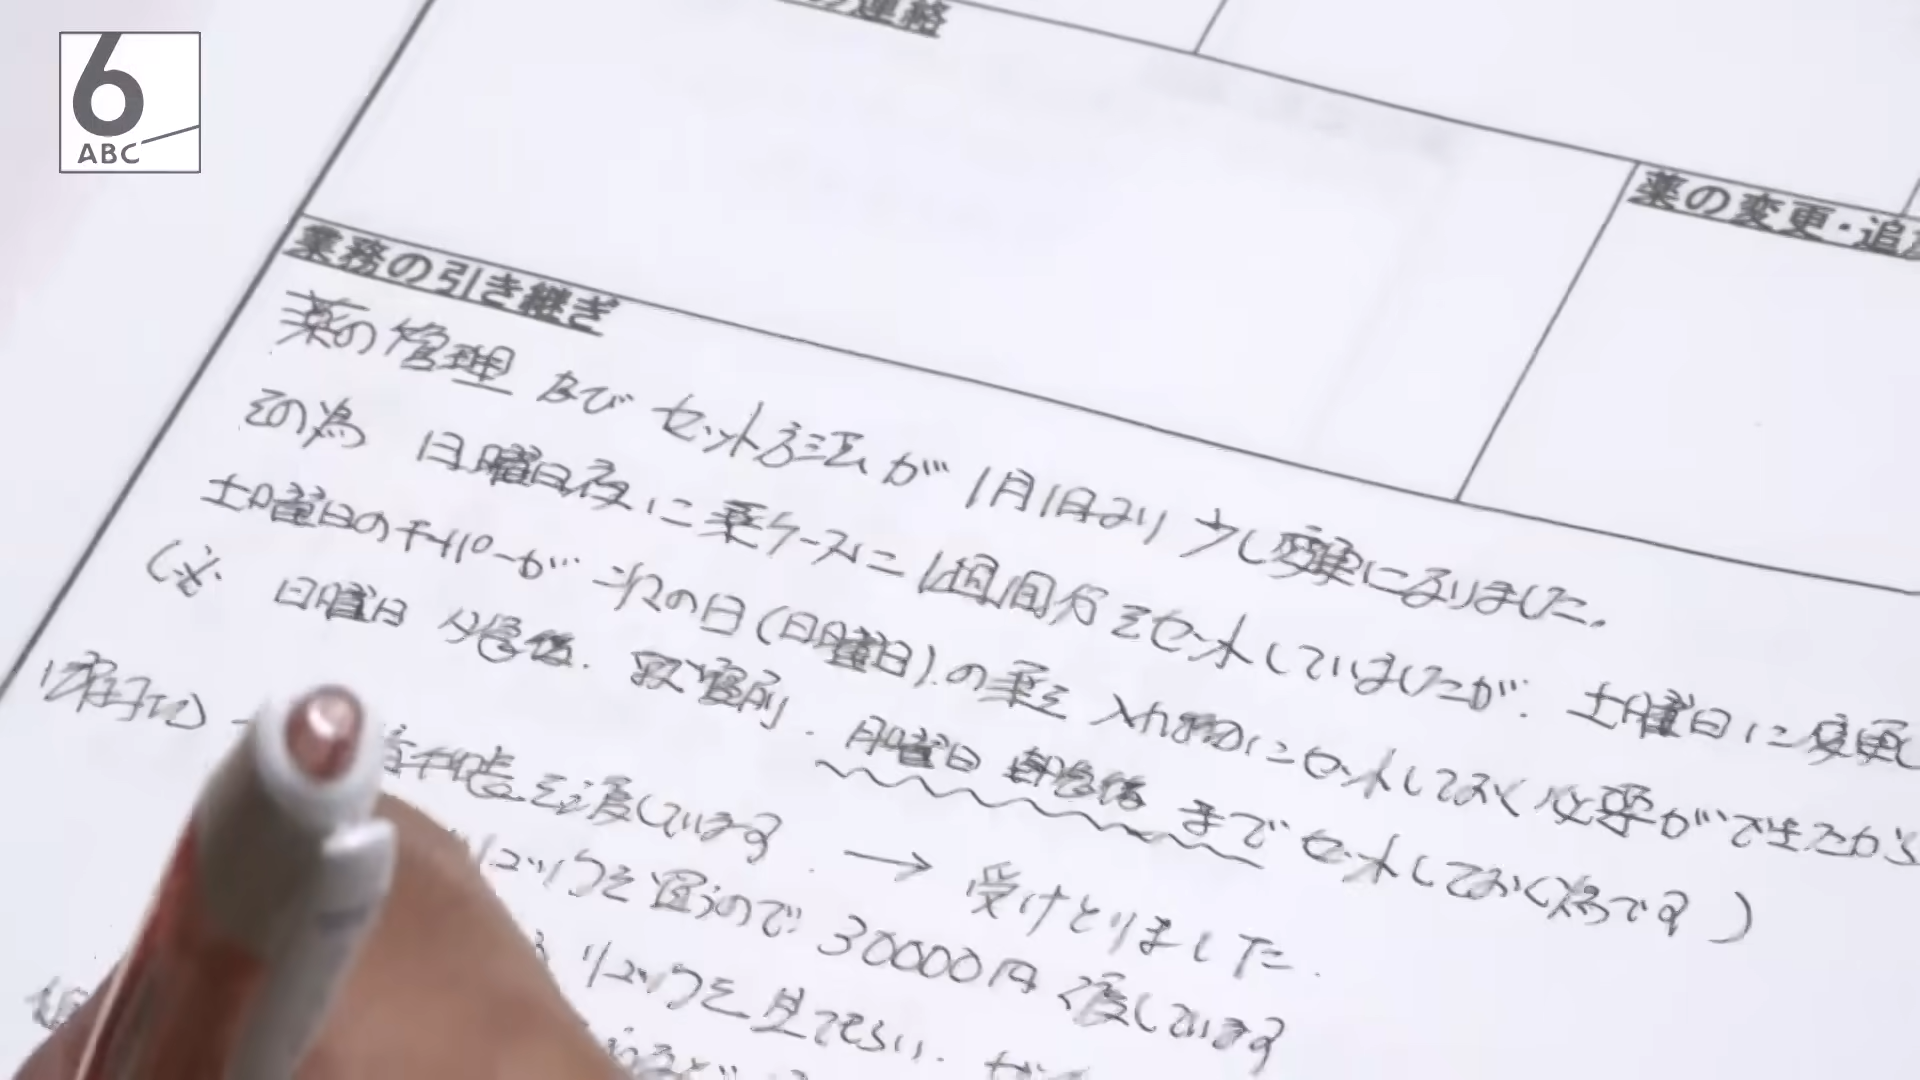 6
ABC
連絡
薬の変更・追
業務の引き継ぎ
薬の管理 及び セット方法 が 1月1日より 少し変更になりました。
その為 日曜日夜に薬ケースに1週間分をセットしていましたが、土曜日に変更し
土曜日のヘルパーが 次の日(日曜日)の薬を 入れ物にセットしておく必要がでてきたから
(※ 日曜日 夕食後、寝る前、月曜日 朝食後 までセットしておく為です)
を渡しています → 受けとりました。
リュックを買うので 30000円 渡しています
リュックを見てもらい、